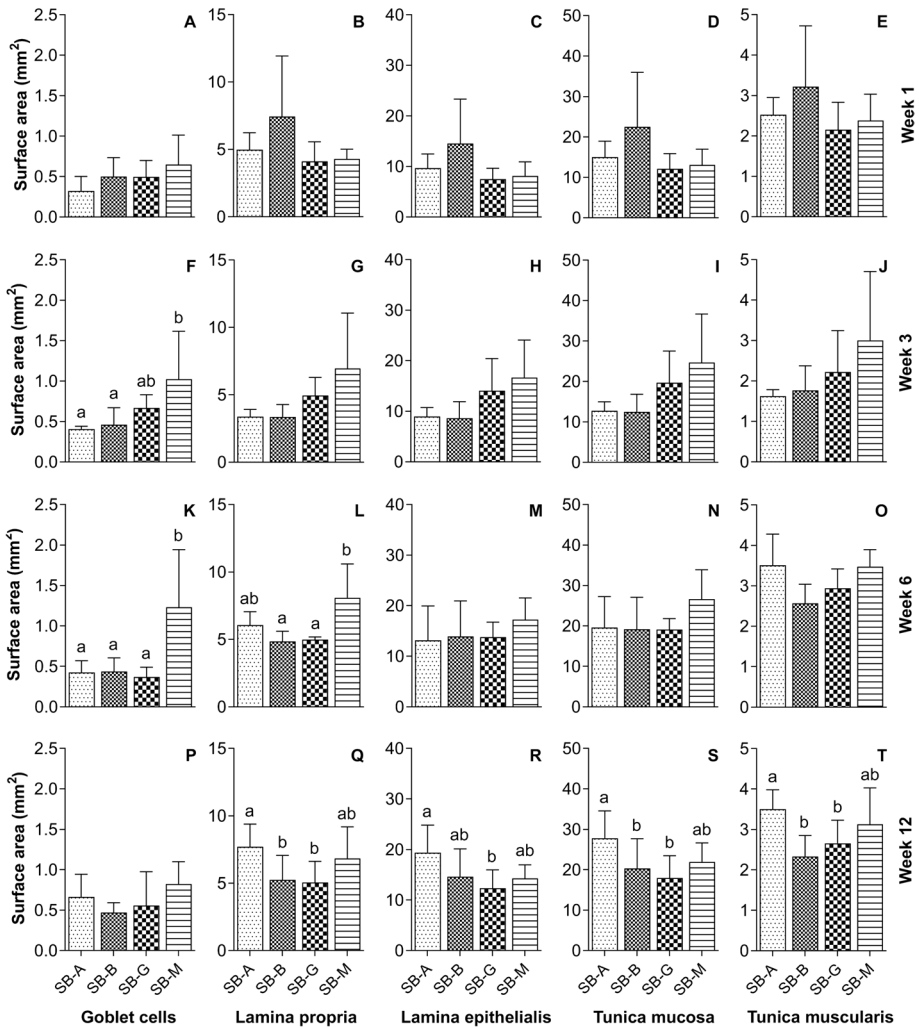 Surface area (mm²)
A
2.5
2.0
1.5
1.0
0.5
0.0
B
15
10
5
0
C
40
30
20
10
0
D
50
40
30
20
10
0
E
5
4
3
2
1
0
Week 1
Surface area (mm²)
F
2.5
2.0
1.5
1.0
0.5
0.0
a a ab b
G
15
10
5
0
H
40
30
20
10
0
I
50
40
30
20
10
0
J
5
4
3
2
1
0
Week 3
Surface area (mm²)
K
2.5
2.0
1.5
1.0
0.5
0.0
a a a b
L
15
10
5
0
ab a a b
M
40
30
20
10
0
N
50
40
30
20
10
0
O
5
4
3
2
1
0
Week 6
Surface area (mm²)
P
2.5
2.0
1.5
1.0
0.5
0.0
Q
15
10
5
0
a b b ab
R
40
30
20
10
0
a ab b ab
S
50
40
30
20
10
0
a b b ab
T
5
4
3
2
1
0
a b b ab
Week 12
SB-A SB-B SB-G SB-M
SB-A SB-B SB-G SB-M
SB-A SB-B SB-G SB-M
SB-A SB-B SB-G SB-M
SB-A SB-B SB-G SB-M
Goblet cells
Lamina propria
Lamina epithelialis
Tunica mucosa
Tunica muscularis